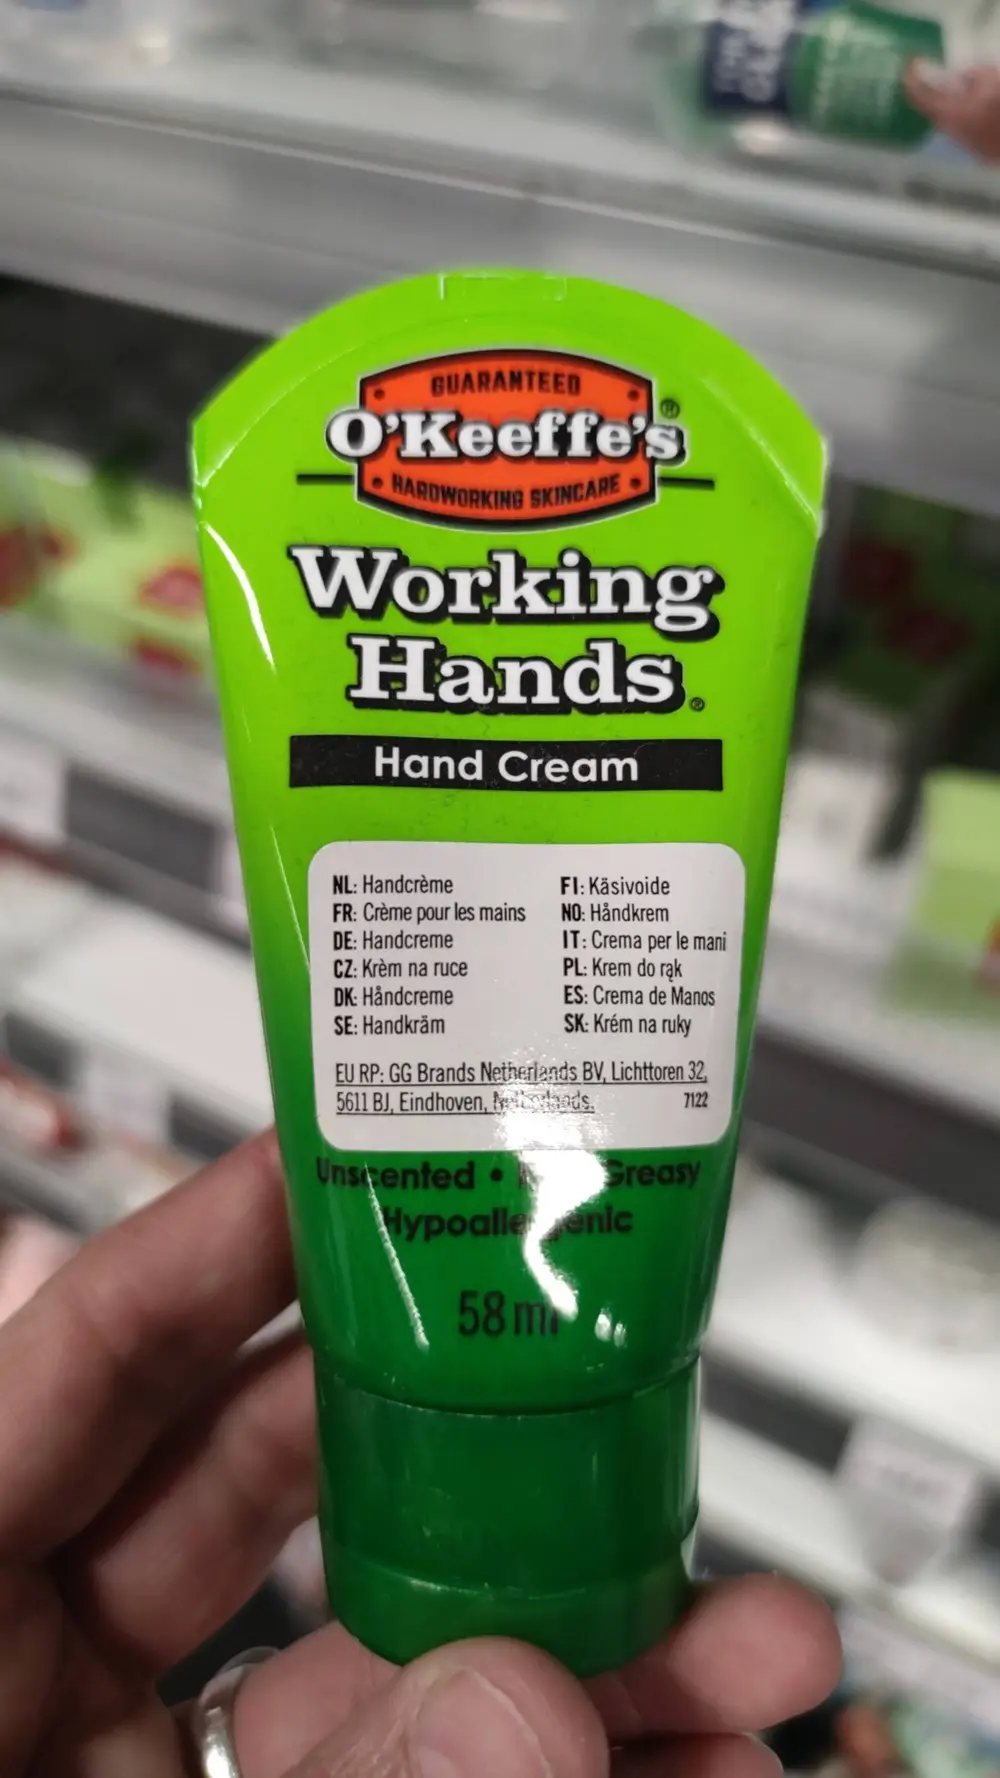 GUARANTEED
O'Keeffe's®
HARDWORKING SKINCARE
Working
Hands®
Hand Cream
NL: Handcrème
FR: Crème pour les mains
DE: Handcreme
CZ: Krèm na ruce
DK: Håndcreme
SE: Handkräm
FI: Käsivoide
NO: Håndkrem
IT: Crema per le mani
PL: Krem do rąk
ES: Crema de Manos
SK: Krém na ruky
EU RP: GG Brands Netherlands BV, Lichttoren 32,
5611 BJ, Eindhoven, Netherlands.
7122
Unscented • Greasy
Hypoallergenic
58 ml